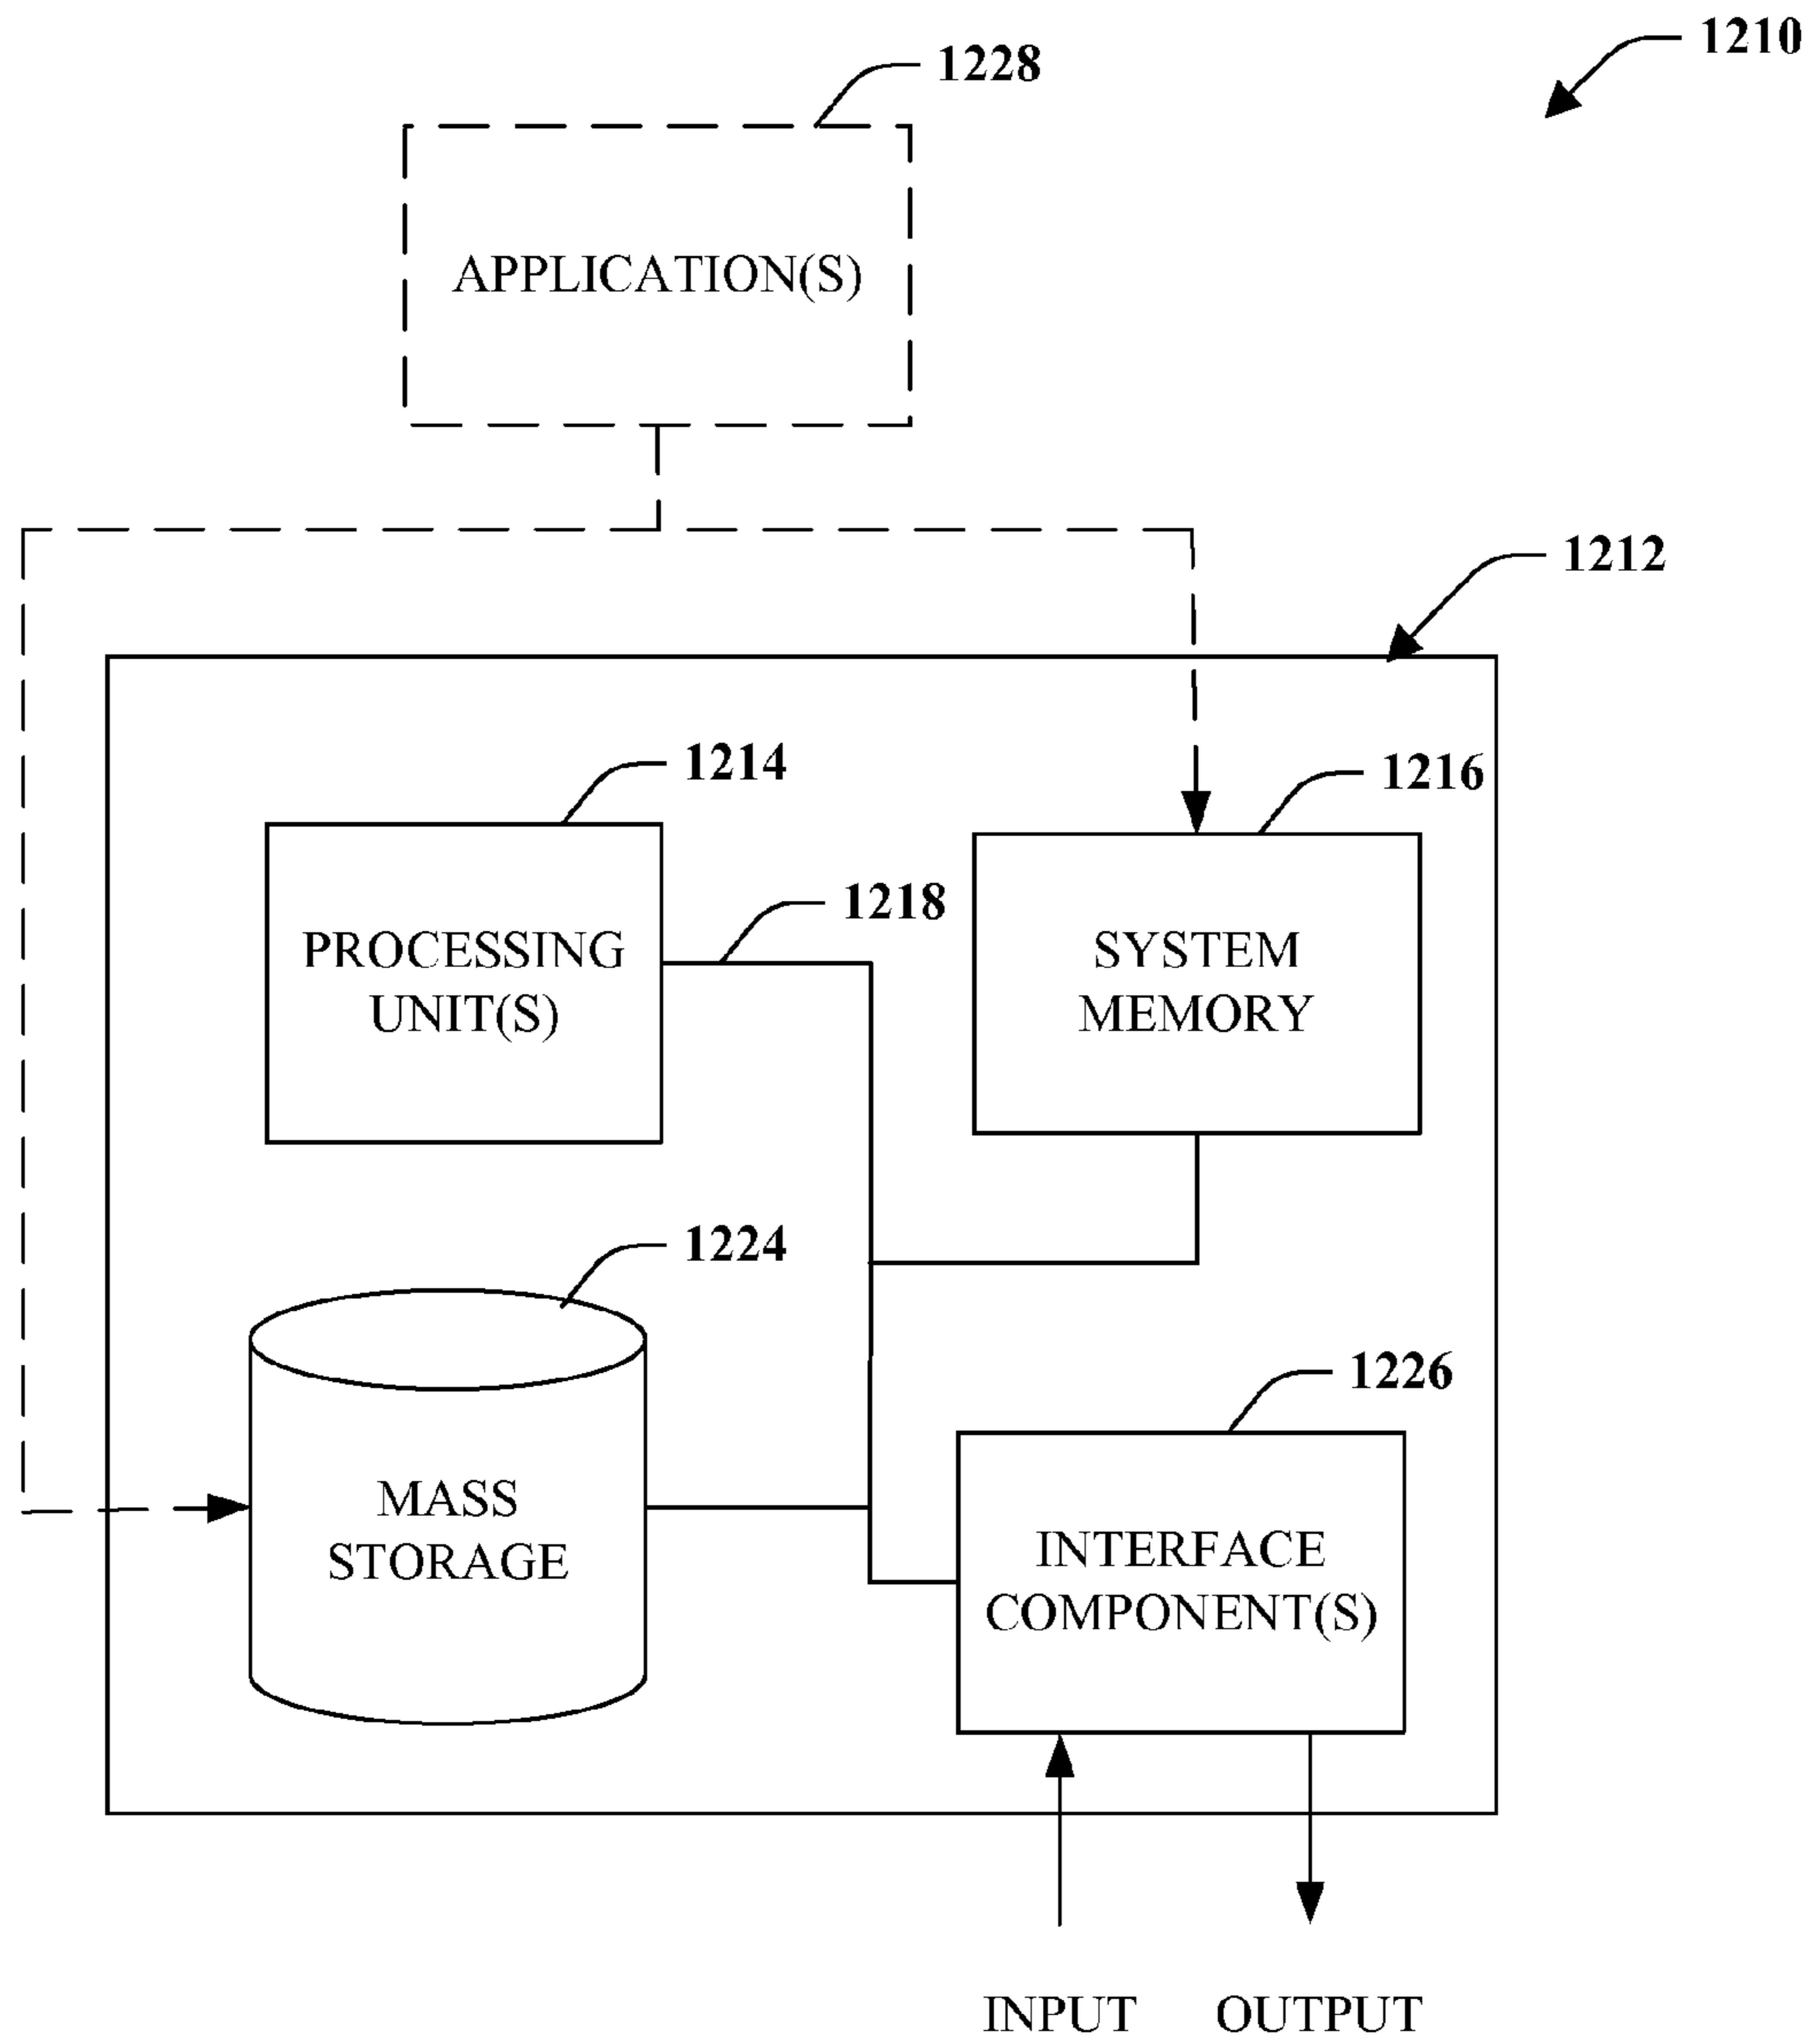 1210
1228
APPLICATION(S)
1212
1214
1216
1218
PROCESSING
UNIT(S)
SYSTEM
MEMORY
1224
1226
MASS
STORAGE
INTERFACE
COMPONENT(S)
INPUT
OUTPUT